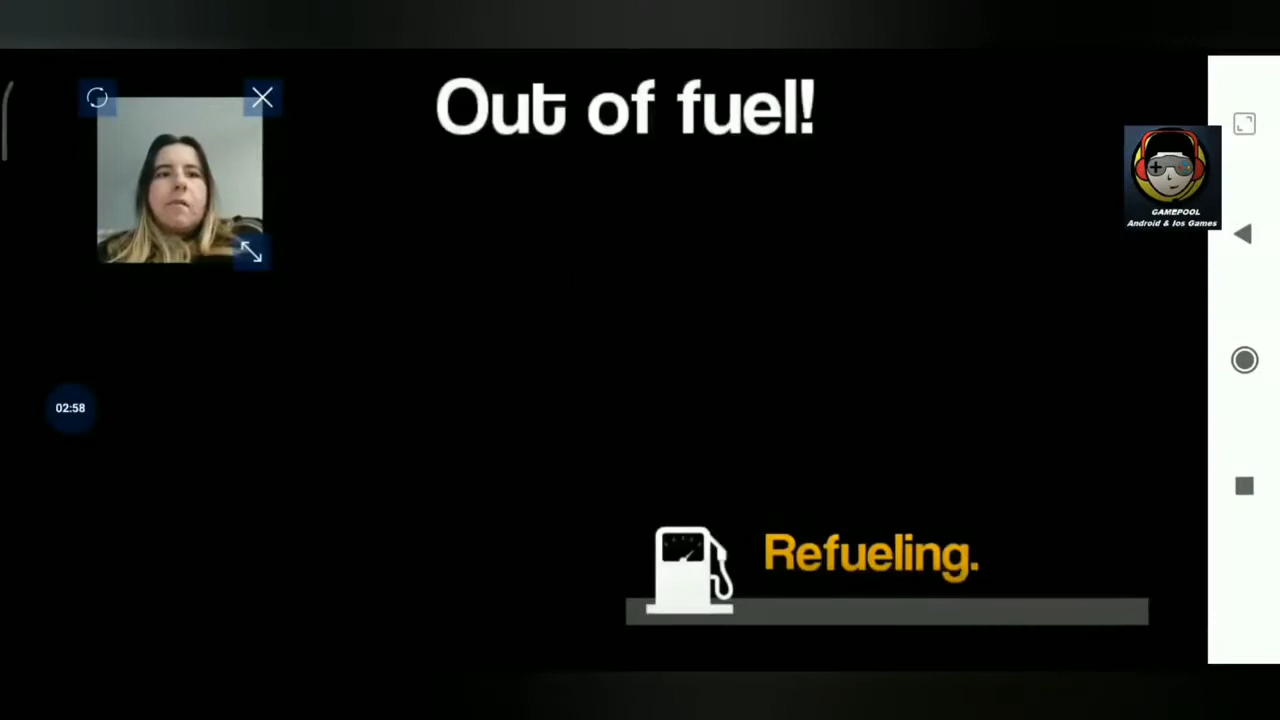 Out of fuel!
GAMEPOOL
Android & Ios Games
02:58
Refueling.